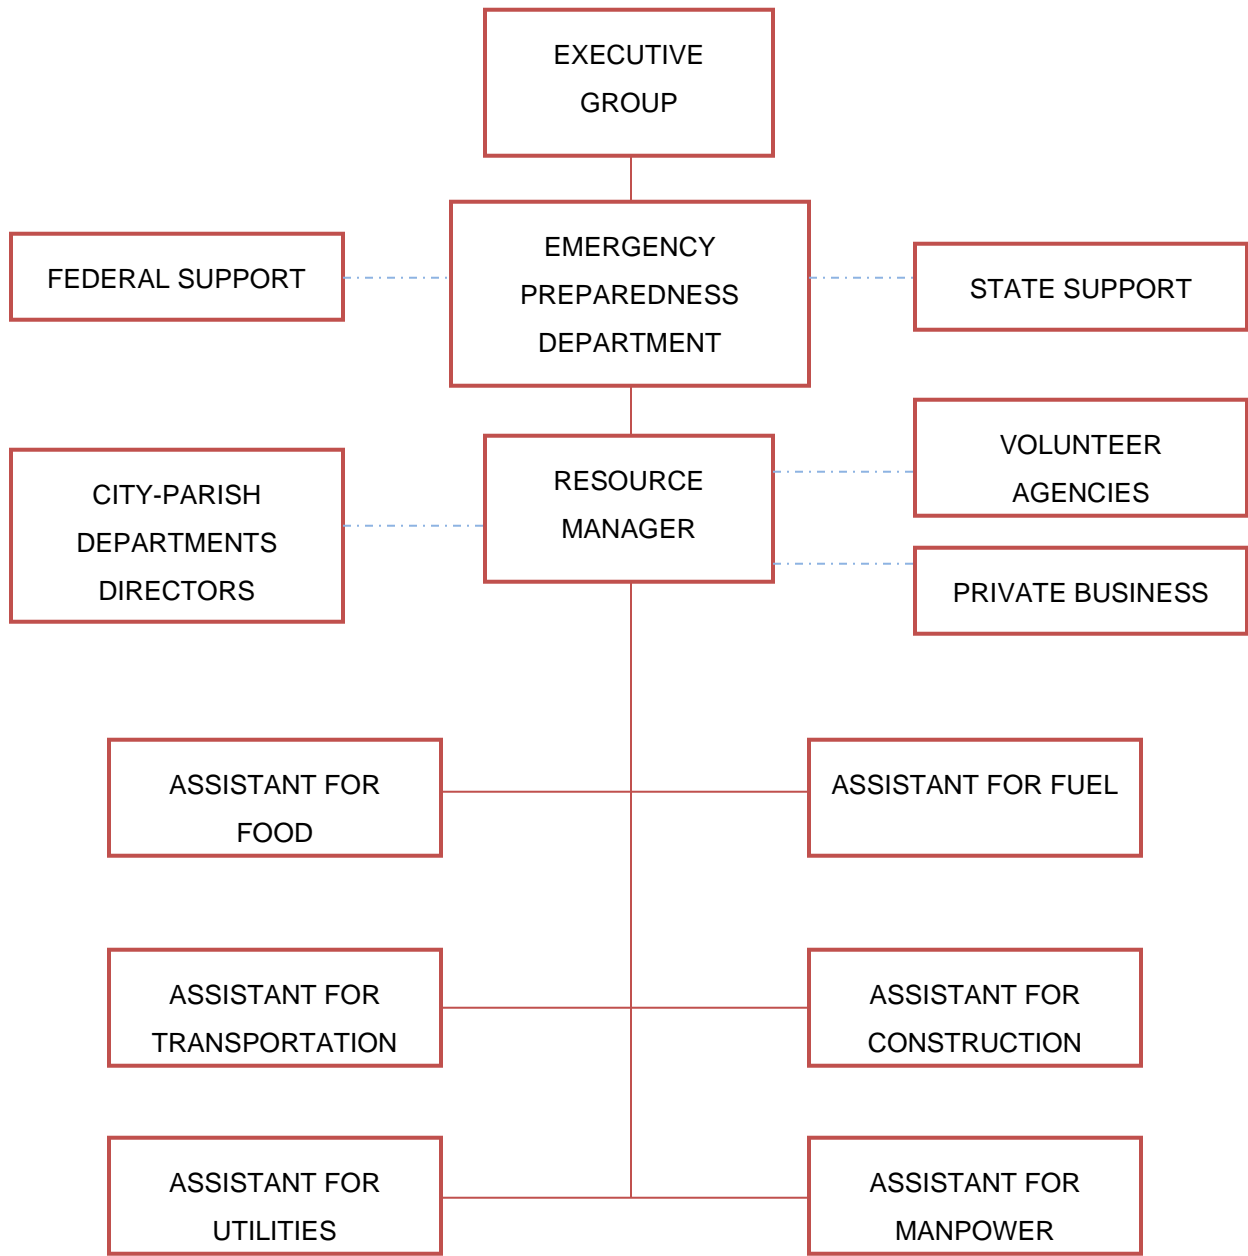 EXECUTIVE
GROUP
EMERGENCY
PREPAREDNESS
DEPARTMENT
FEDERAL SUPPORT
STATE SUPPORT
RESOURCE
MANAGER
CITY-PARISH
DEPARTMENTS
DIRECTORS
VOLUNTEER
AGENCIES
PRIVATE BUSINESS
ASSISTANT FOR
FOOD
ASSISTANT FOR FUEL
ASSISTANT FOR
TRANSPORTATION
ASSISTANT FOR
CONSTRUCTION
ASSISTANT FOR
UTILITIES
ASSISTANT FOR
MANPOWER